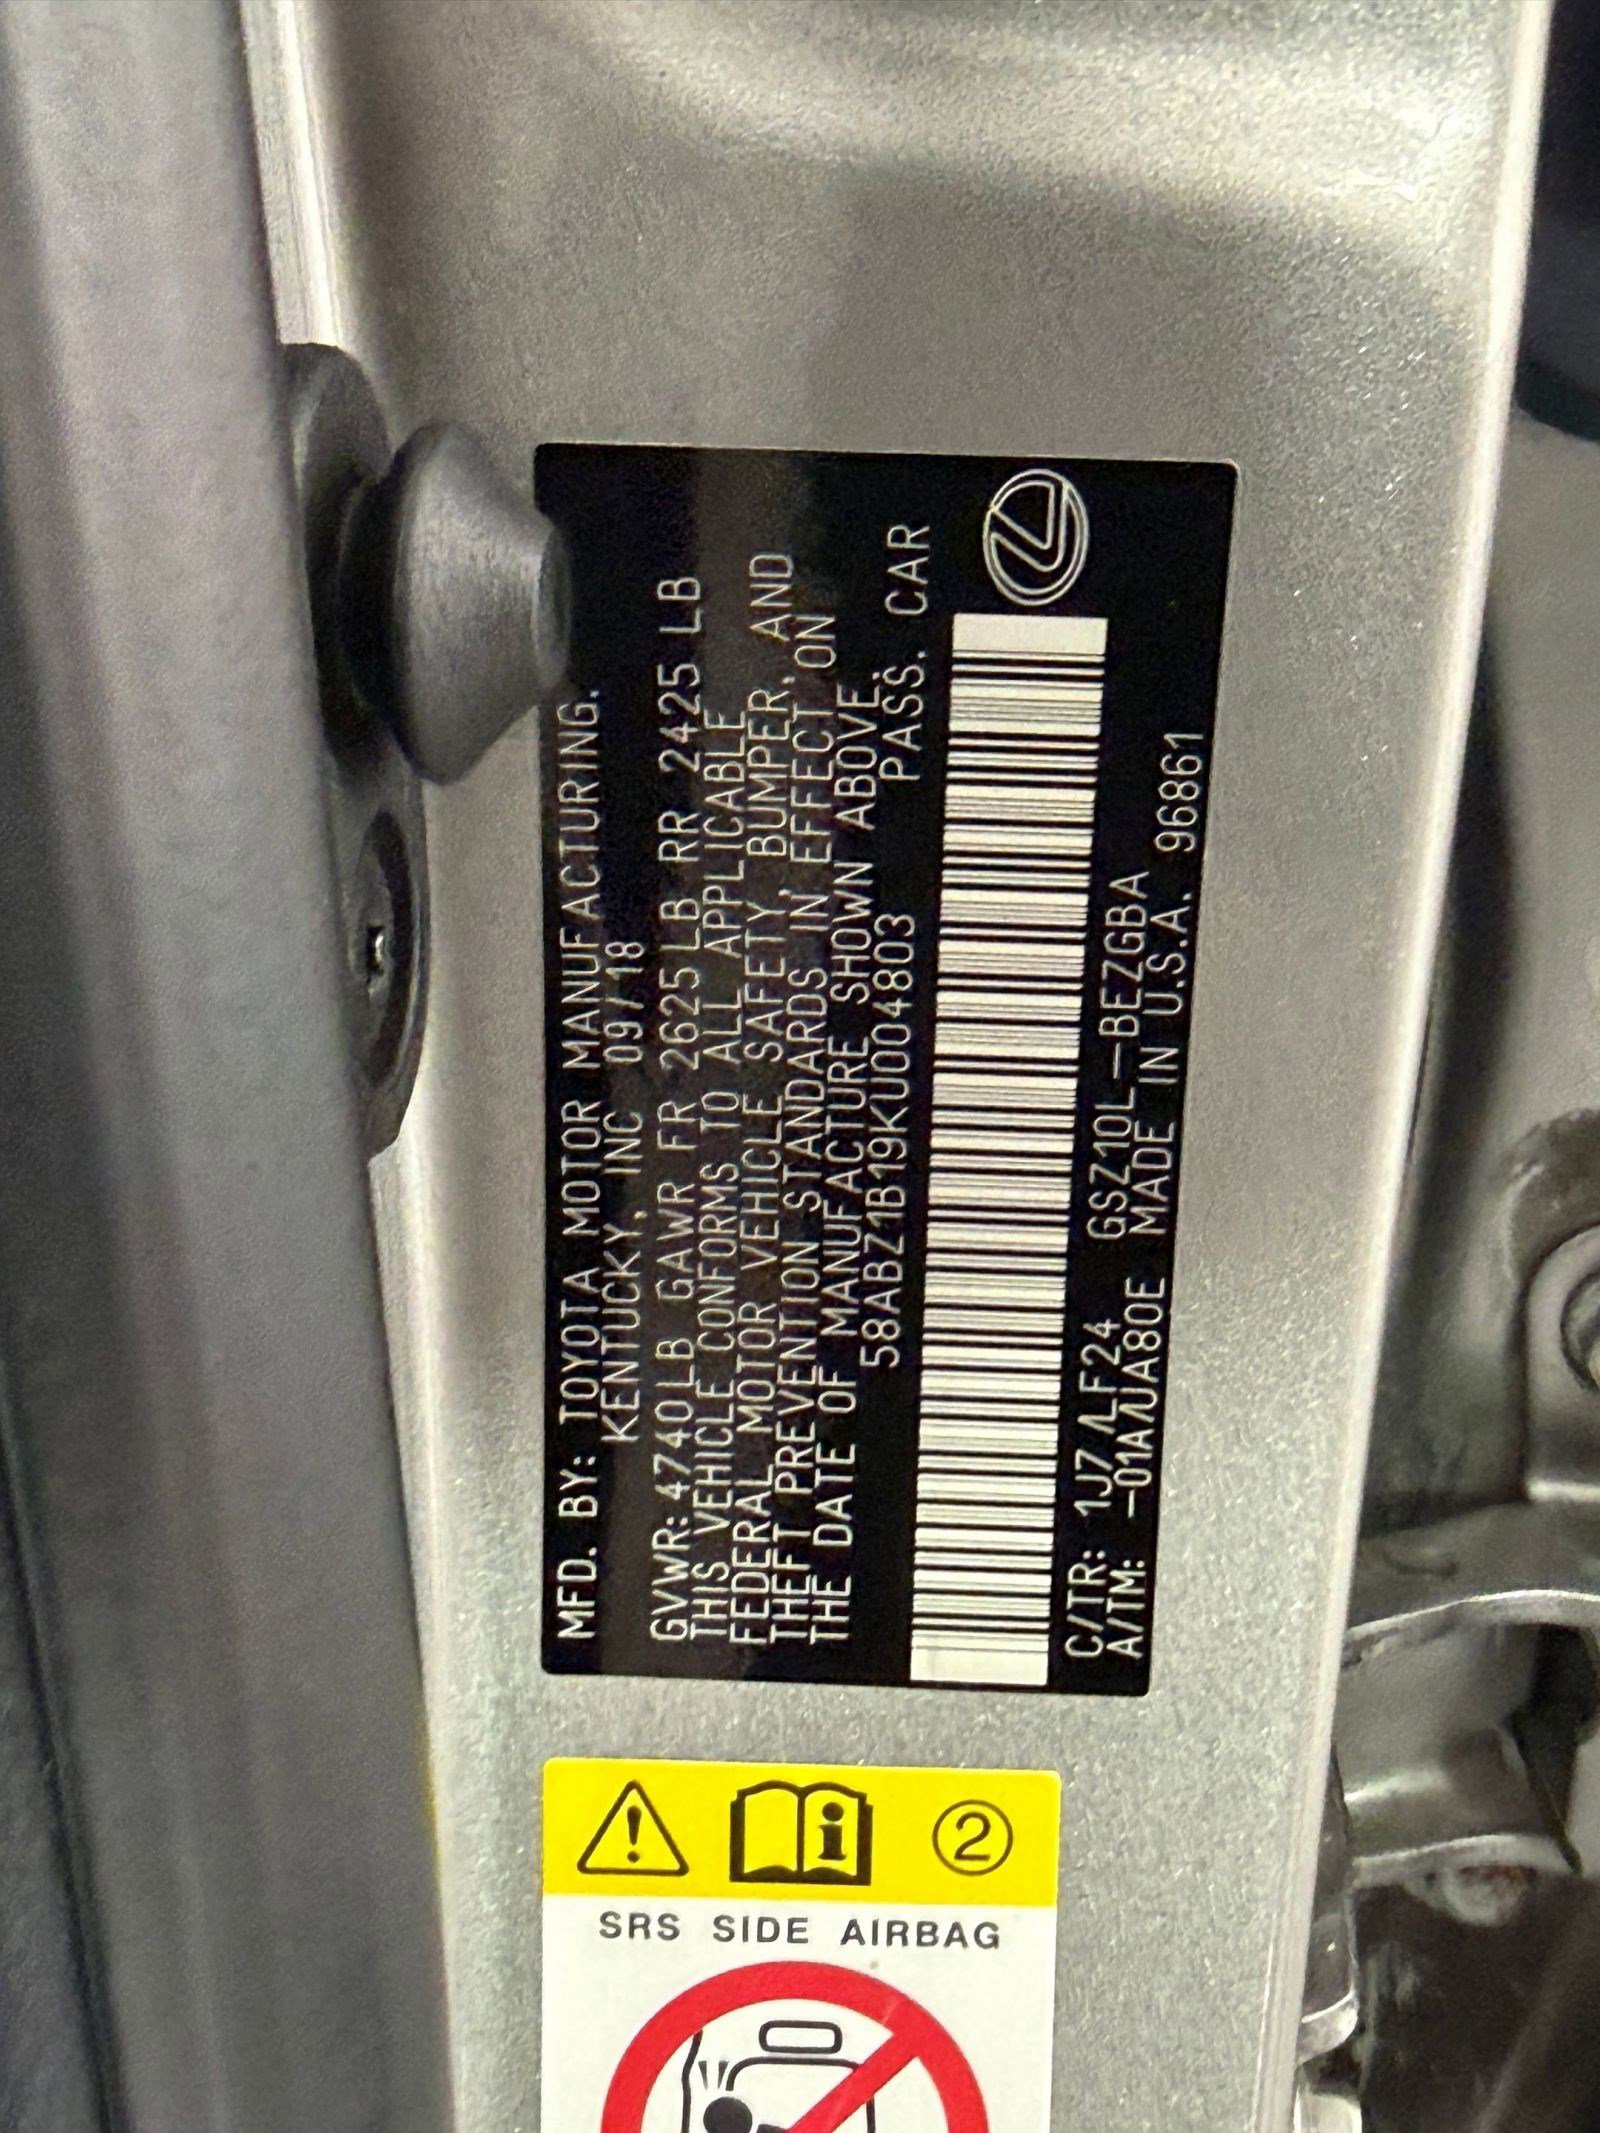 MFD. BY: TOYOTA MOTOR MANUFACTURING.
KENTUCKY, INC 09/18
GVWR: 4740LB GAWR FR 2625 LB RR 2425 LB
THIS VEHICLE CONFORMS TO ALL APPLICABLE
FEDERAL MOTOR VEHICLE SAFETY, BUMPER, AND
THEFT PREVENTION STANDARDS IN EFFECT ON
THE DATE OF MANUFACTURE SHOWN ABOVE.
58ABZ1B19KU004803 PASS. CAR
C/TR: 1J7/LF24 GSZ10L-BEZGBA
A/TM: -01A/UA80E MADE IN U.S.A. 96861
2
SRS SIDE AIRBAG